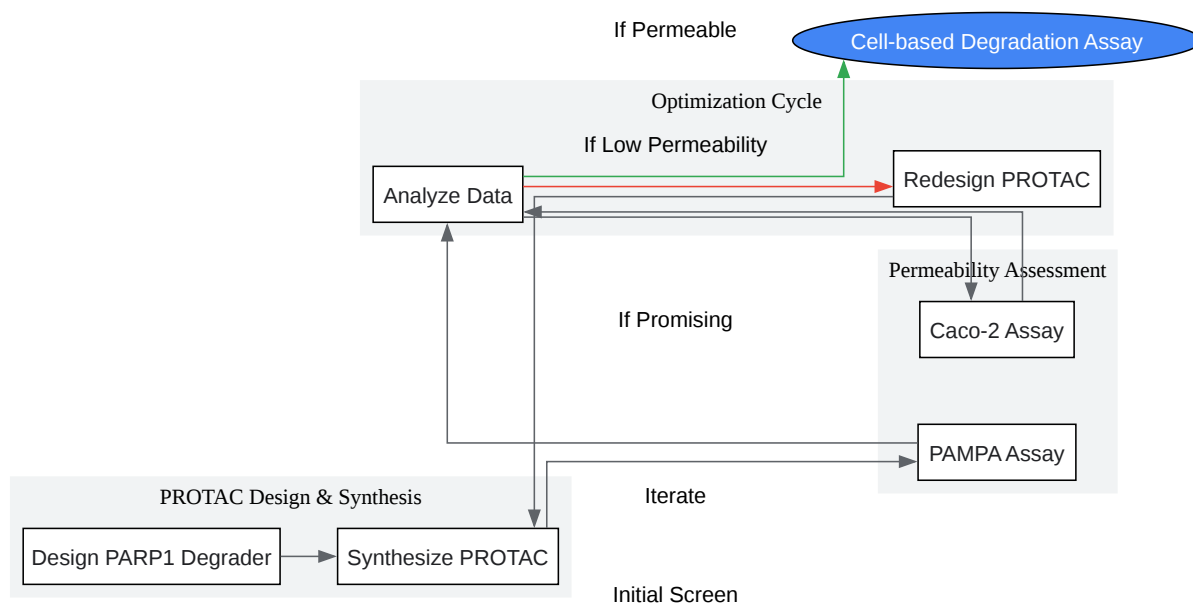 If Permeable
Cell-based Degradation Assay
Optimization Cycle
If Low Permeability
Analyze Data
Redesign PROTAC
Permeability Assessment
If Promising
Caco-2 Assay
PAMPA Assay
PROTAC Design & Synthesis
Iterate
Design PARP1 Degrader
Synthesize PROTAC
Initial Screen